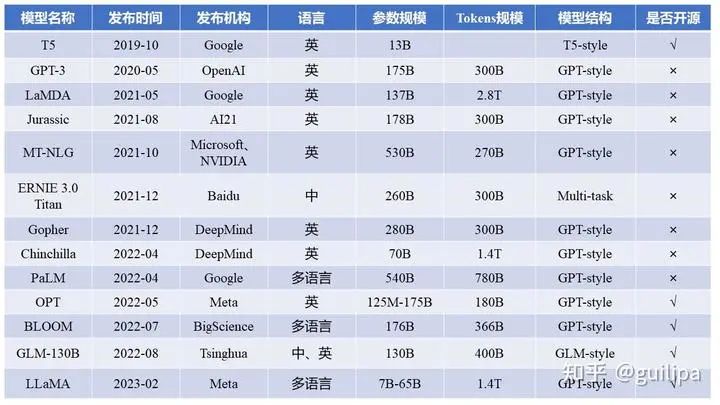 模型名称 发布时间 发布机构 语言 参数规模 Tokens规模 模型结构 是否开源
T5 2019-10 Google 英 13B T5-style √
GPT-3 2020-05 OpenAI 英 175B 300B GPT-style ×
LaMDA 2021-05 Google 英 137B 2.8T GPT-style ×
Jurassic 2021-08 AI21 英 178B 300B GPT-style ×
MT-NLG 2021-10 Microsoft、NVIDIA 英 530B 270B GPT-style ×
ERNIE 3.0 Titan 2021-12 Baidu 中 260B 300B Multi-task ×
Gopher 2021-12 DeepMind 英 280B 300B GPT-style ×
Chinchilla 2022-04 DeepMind 英 70B 1.4T GPT-style ×
PaLM 2022-04 Google 多语言 540B 780B GPT-style ×
OPT 2022-05 Meta 英 125M-175B 180B GPT-style √
BLOOM 2022-07 BigScience 多语言 176B 366B GPT-style √
GLM-130B 2022-08 Tsinghua 中、英 130B 400B GLM-style √
LLaMA 2023-02 Meta 多语言 7B-65B 1.4T GPT-style √
知乎 @guilipa